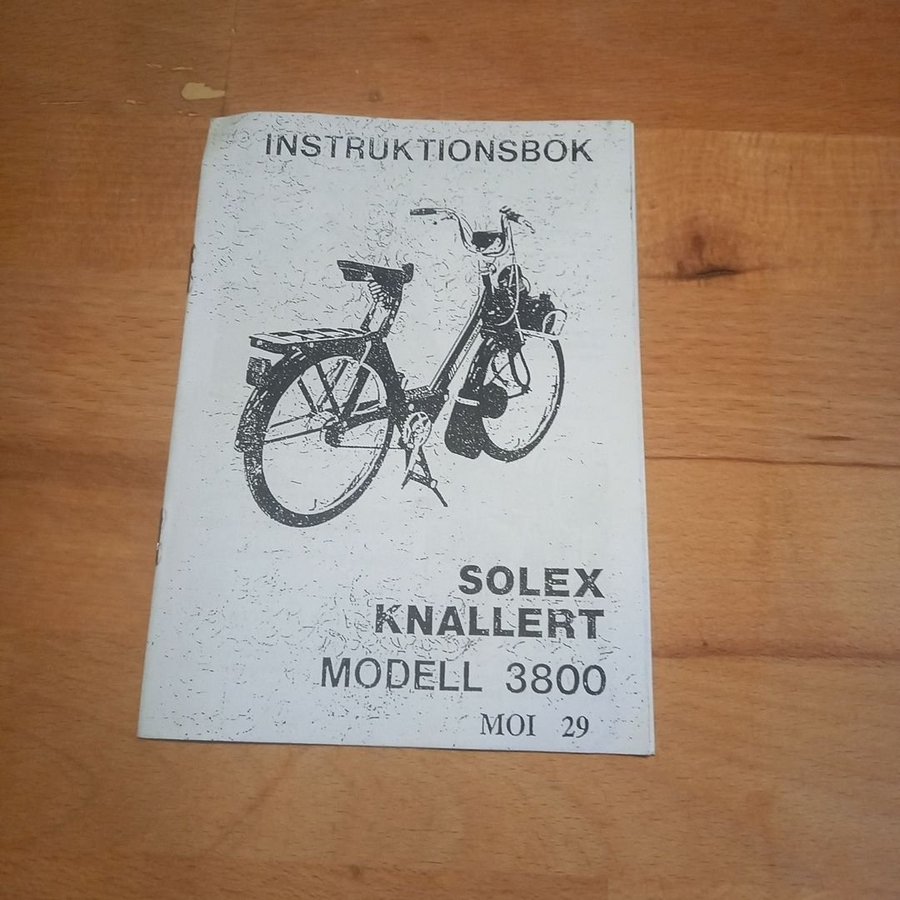 INSTRUKTIONSBOK
SOLEX
KNALLERT
MODELL 3800
MOI 29